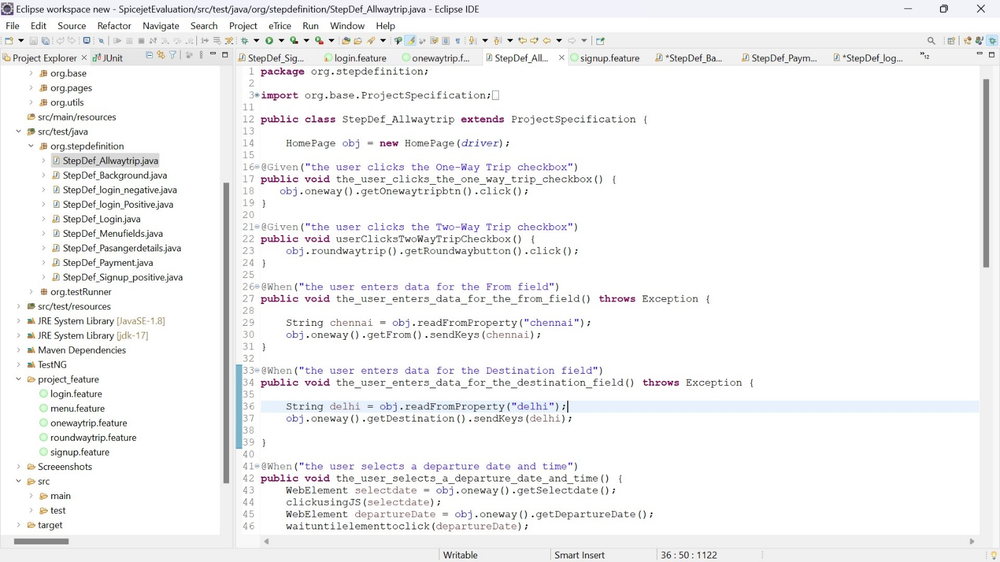 Eclipse workspace new - SpicejetEvaluation/src/test/java/org/stepdefinition/StepDef_Allwaytrip.java - Eclipse IDE
File Edit Source Refactor Navigate Search Project eTrice Run Window Help
Project Explorer JUnit
StepDef_Sig... login.feature onewaytrip.f... StepDef_All... signup.feature *StepDef_Ba... StepDef_Paym... *StepDef_log... »12
org.base
org.pages
org.utils
src/main/resources
src/test/java
org.stepdefinition
StepDef_Allwaytrip.java
StepDef_Background.java
StepDef_login_negative.java
StepDef_login_Positive.java
StepDef_Login.java
StepDef_Menufields.java
StepDef_Pasangerdetails.java
StepDef_Payment.java
StepDef_Signup_positive.java
org.testRunner
src/test/resources
JRE System Library [JavaSE-1.8]
JRE System Library [jdk-17]
Maven Dependencies
TestNG
project_feature
login.feature
menu.feature
onewaytrip.feature
roundwaytrip.feature
signup.feature
Screeenshots
src
main
test
target
1 package org.stepdefinition;
2
3 import org.base.ProjectSpecification;
11
12 public class StepDef_Allwaytrip extends ProjectSpecification {
13
14 HomePage obj = new HomePage(driver);
15
16 @Given("the user clicks the One-Way Trip checkbox")
17 public void the_user_clicks_the_one_way_trip_checkbox() {
18 obj.oneway().getOnewaytripbtn().click();
19 }
20
21 @Given("the user clicks the Two-Way Trip checkbox")
22 public void userClicksTwoWayTripCheckbox() {
23 obj.roundwaytrip().getRoundwaybutton().click();
24 }
25
26 @When("the user enters data for the From field")
27 public void the_user_enters_data_for_the_from_field() throws Exception {
28
29 String chennai = obj.readFromProperty("chennai");
30 obj.oneway().getFrom().sendKeys(chennai);
31 }
32
33 @When("the user enters data for the Destination field")
34 public void the_user_enters_data_for_the_destination_field() throws Exception {
35
36 String delhi = obj.readFromProperty("delhi");
37 obj.oneway().getDestination().sendKeys(delhi);
38
39 }
40
41 @When("the user selects a departure date and time")
42 public void the_user_selects_a_departure_date_and_time() {
43 WebElement selectdate = obj.oneway().getSelectdate();
44 clickusingJS(selectdate);
45 WebElement departureDate = obj.oneway().getDepartureDate();
46 waituntilelementtoclick(departureDate);
Writable Smart Insert 36 : 50 : 1122